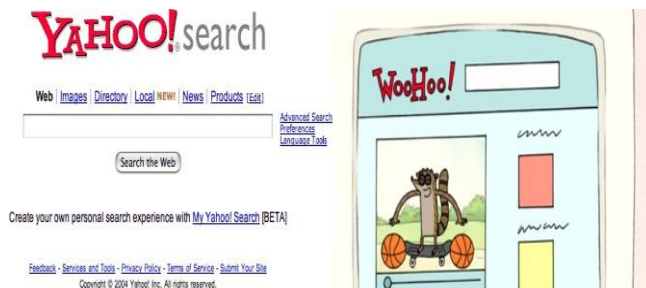 YAHOO! search
Web | Images | Directory | Local NEW! | News | Products [Edit]
Advanced Search
Preferences
Language Tools
Search the Web
Create your own personal search experience with My Yahoo! Search [BETA]
Feedback - Services and Tools - Privacy Policy - Terms of Service - Submit Your Site
Copyright © 2004 Yahoo! Inc. All rights reserved.
WooHoo!